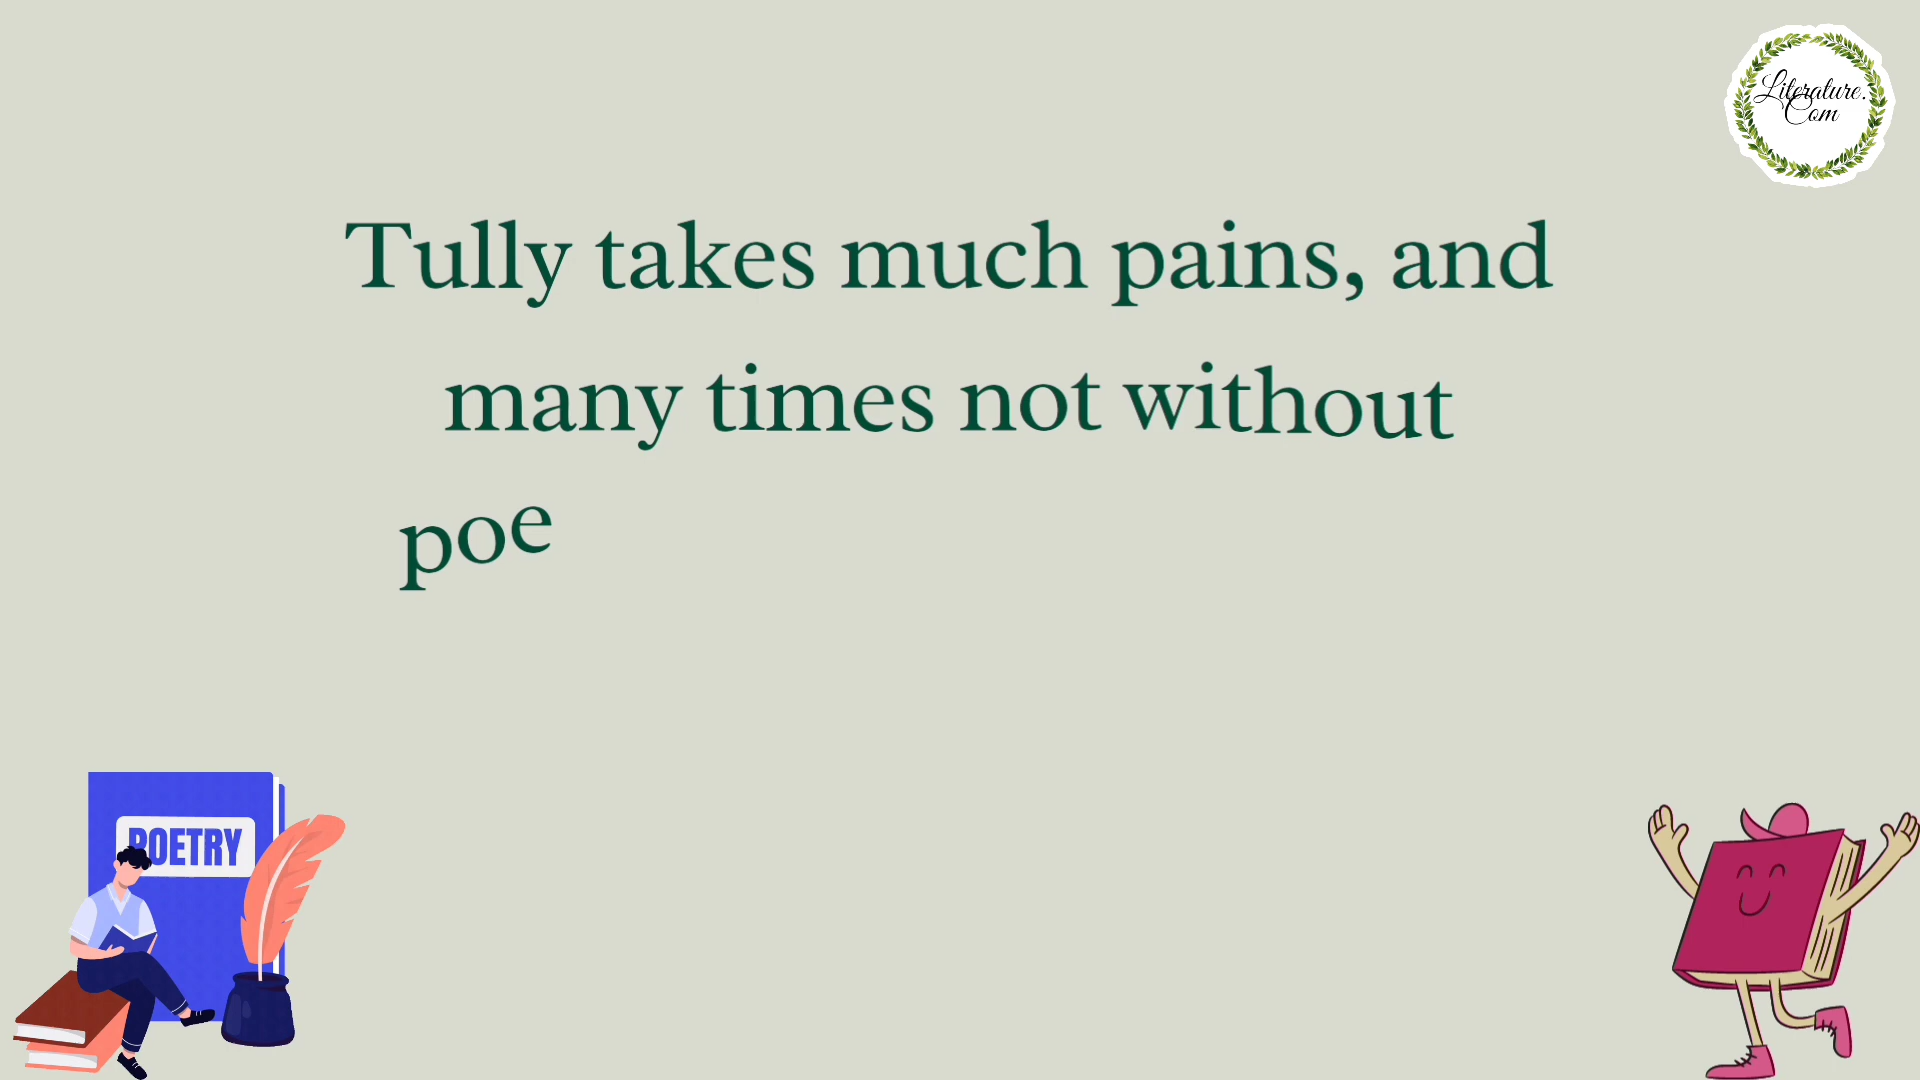 Literature.
Com
Tully takes much pains, and
many times not without
poe
POETRY